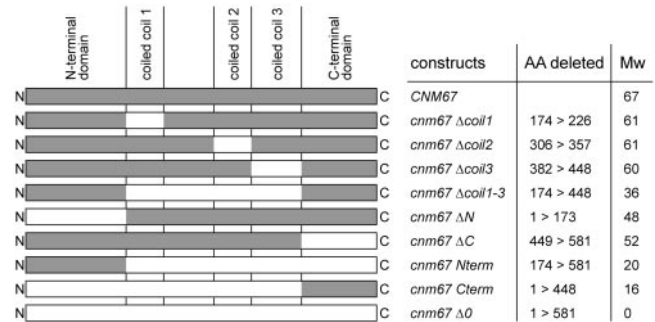 N-terminal
domain
coiled coil 1
coiled coil 2
coiled coil 3
C-terminal
domain
constructs AA deleted Mw
N C CNM67 67
N C cnm67 Δcoil1 174 > 226 61
N C cnm67 Δcoil2 306 > 357 61
N C cnm67 Δcoil3 382 > 448 60
N C cnm67 Δcoil1-3 174 > 448 36
N C cnm67 ΔN 1 > 173 48
N C cnm67 ΔC 449 > 581 52
N C cnm67 Nterm 174 > 581 20
N C cnm67 Cterm 1 > 448 16
N C cnm67 Δ0 1 > 581 0